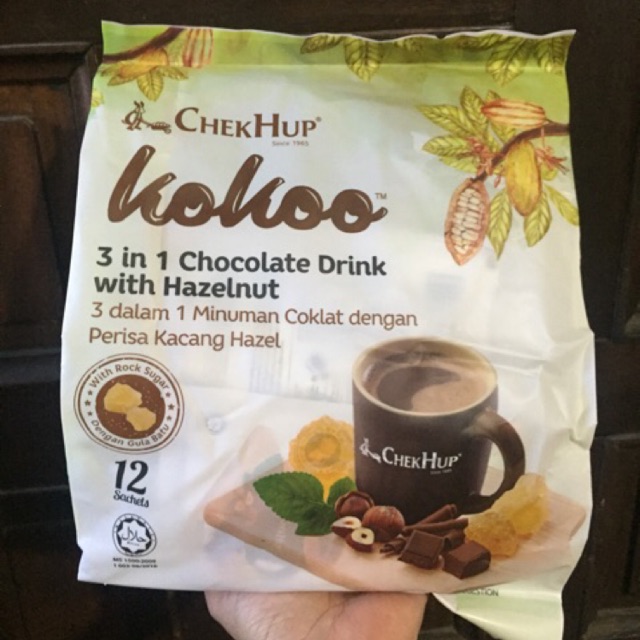 CHEKHUP®
Since 1965
kokoo™
3 in 1 Chocolate Drink
with Hazelnut
3 dalam 1 Minuman Coklat dengan
Perisa Kacang Hazel
With Rock Sugar
Dengan Gula Batu
12
Sachets
CHEKHUP®